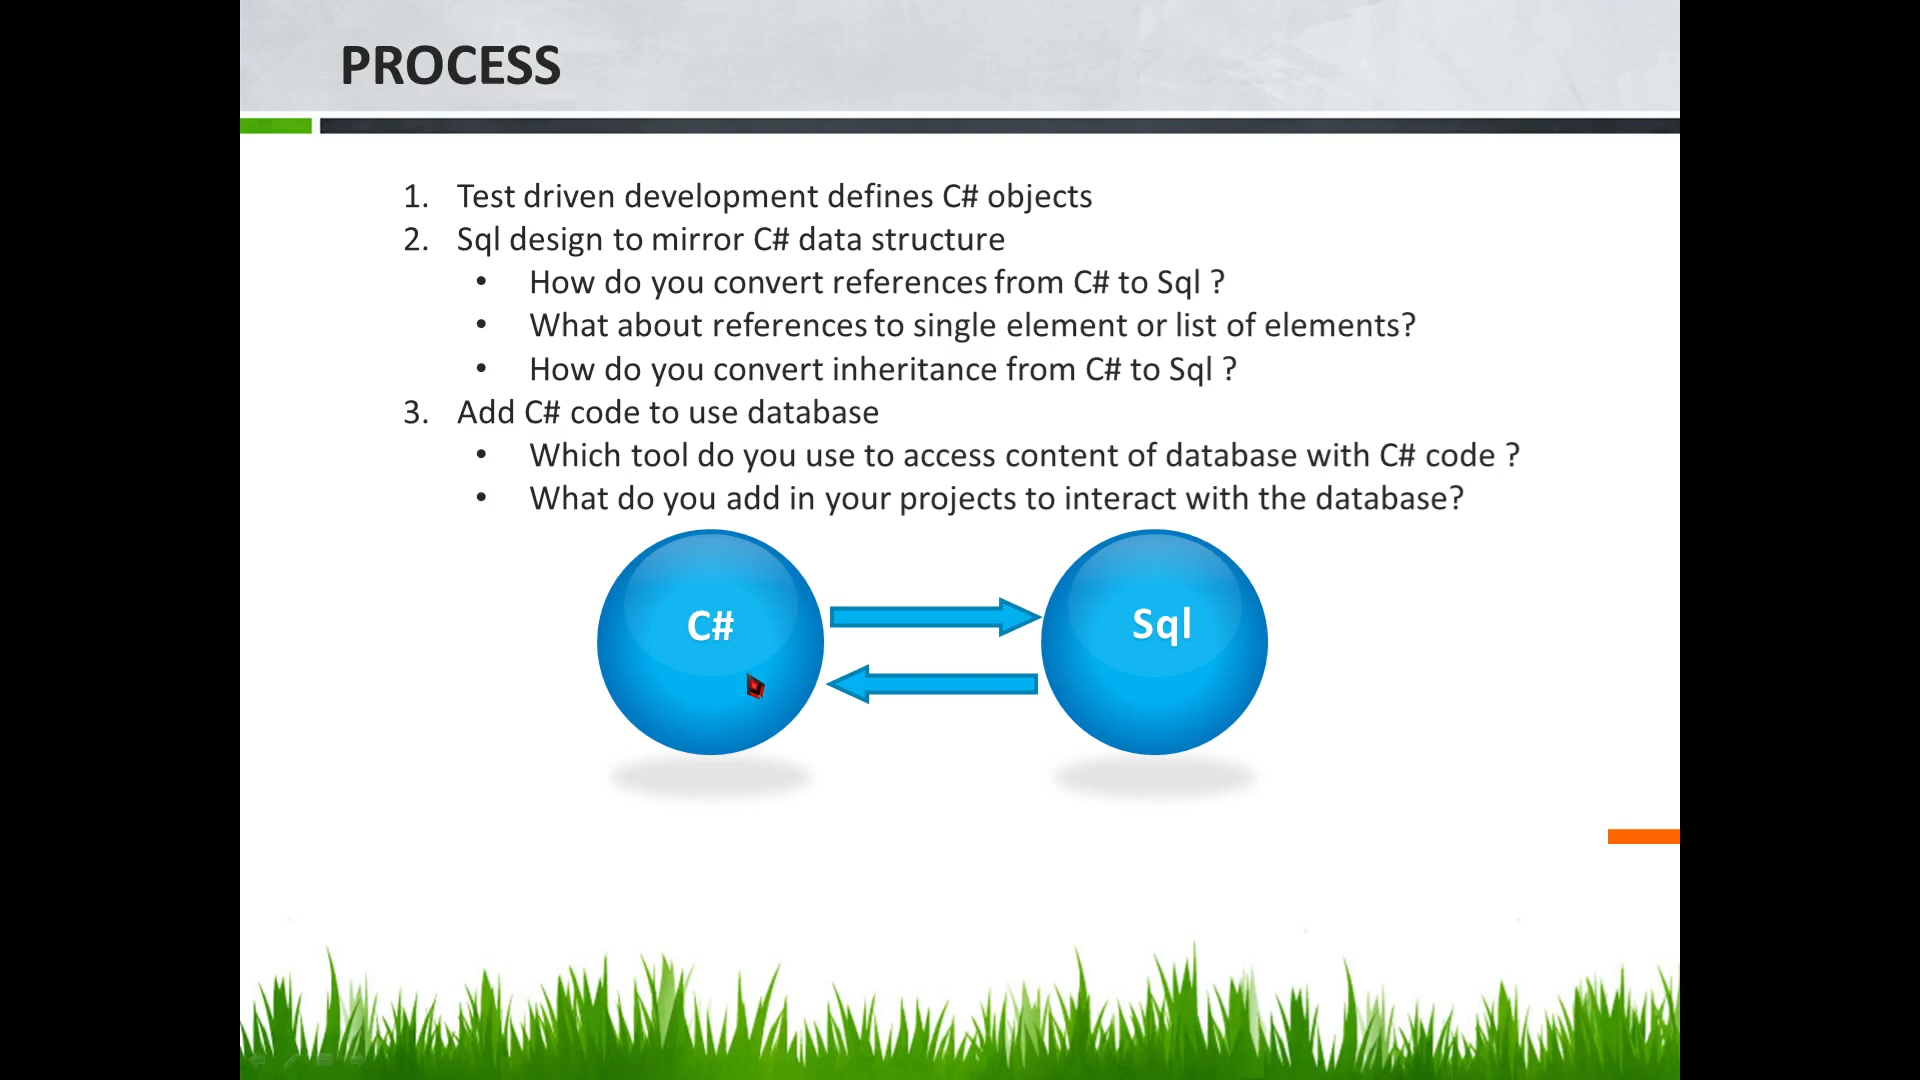 PROCESS
1. Test driven development defines C# objects
2. Sql design to mirror C# data structure
• How do you convert references from C# to Sql ?
• What about references to single element or list of elements?
• How do you convert inheritance from C# to Sql ?
3. Add C# code to use database
• Which tool do you use to access content of database with C# code ?
• What do you add in your projects to interact with the database?
C#
Sql